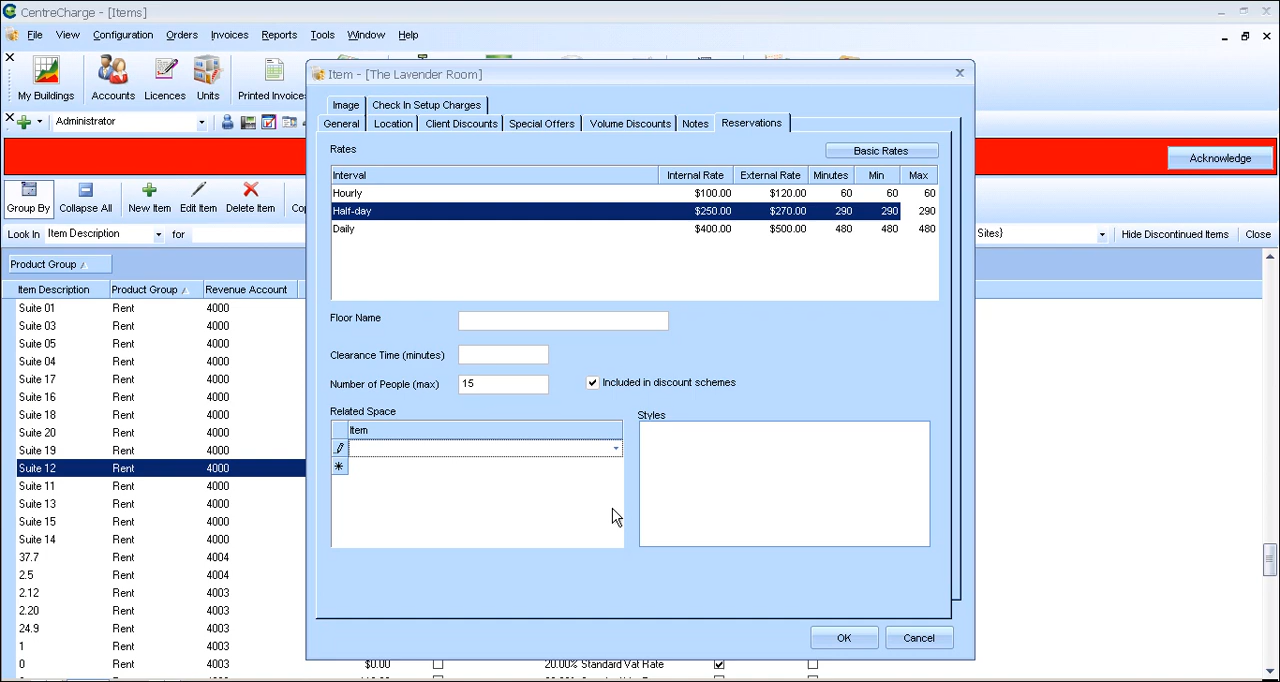 CentreCharge - [Items]
File View Configuration Orders Invoices Reports Tools Window Help
My Buildings Accounts Licences Units Printed Invoice
Administrator
Acknowledge
Group By Collapse All New Item Edit Item Delete Item Co
Look In Item Description for Sites} Hide Discontinued Items Close
Product Group
Item Description Product Group Revenue Account
Suite 01 Rent 4000
Suite 03 Rent 4000
Suite 05 Rent 4000
Suite 04 Rent 4000
Suite 17 Rent 4000
Suite 16 Rent 4000
Suite 18 Rent 4000
Suite 20 Rent 4000
Suite 19 Rent 4000
Suite 12 Rent 4000
Suite 11 Rent 4000
Suite 13 Rent 4000
Suite 15 Rent 4000
Suite 14 Rent 4000
37.7 Rent 4004
2.5 Rent 4004
2.12 Rent 4003
2.20 Rent 4003
24.9 Rent 4003
1 Rent 4003
0 Rent 4003 $0.00 20.00% Standard Vat Rate
Item - [The Lavender Room]
Image Check In Setup Charges
General Location Client Discounts Special Offers Volume Discounts Notes Reservations
Rates Basic Rates
Interval Internal Rate External Rate Minutes Min Max
Hourly $100.00 $120.00 60 60 60
Half-day $250.00 $270.00 290 290 290
Daily $400.00 $500.00 480 480 480
Floor Name
Clearance Time (minutes)
Number of People (max) 15 Included in discount schemes
Related Space Styles
Item
OK Cancel